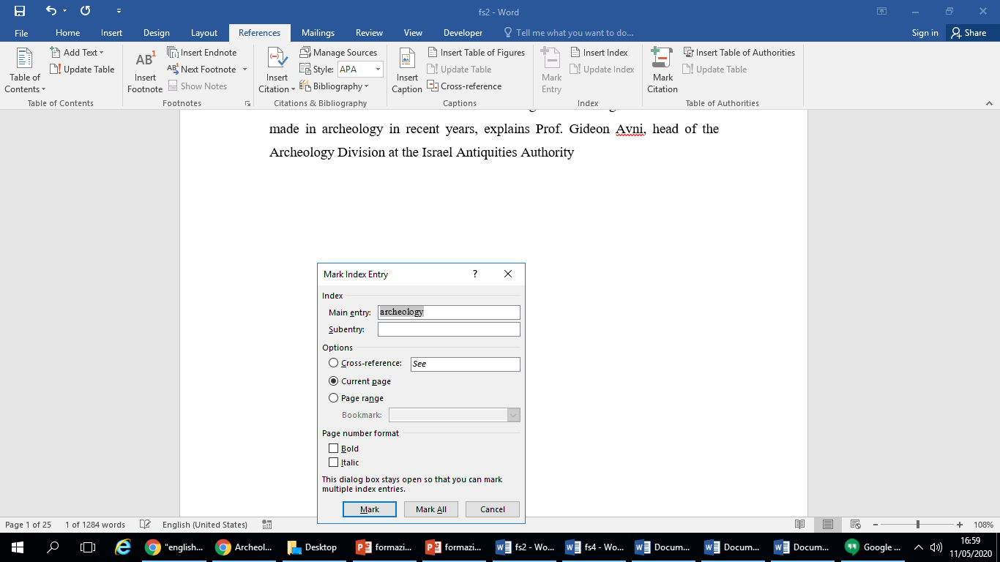 fs2 - Word
File Home Insert Design Layout References Mailings Review View Developer Tell me what you want to do... Sign in Share
Table of Contents
Add Text
Update Table
Table of Contents
AB1
Insert Footnote
Insert Endnote
Next Footnote
Show Notes
Footnotes
Insert Citation
Manage Sources
Style: APA
Bibliography
Citations & Bibliography
Insert Caption
Insert Table of Figures
Update Table
Cross-reference
Captions
Mark Entry
Insert Index
Update Index
Index
Mark Citation
Insert Table of Authorities
Update Table
Table of Authorities
made in archeology in recent years, explains Prof. Gideon Avni, head of the
Archeology Division at the Israel Antiquities Authority
Mark Index Entry ?
Index
Main entry: archeology
Subentry:
Options
Cross-reference: See
Current page
Page range
Bookmark:
Page number format
Bold
Italic
This dialog box stays open so that you can mark
multiple index entries.
Mark Mark All Cancel
Page 1 of 25 1 of 1284 words English (United States) 108%
"english... Archeol... Desktop formazi... formazi... fs2 - Wo... fs4 - Wo... Docum... Docum... Docum... Google ...
16:59
11/05/2020